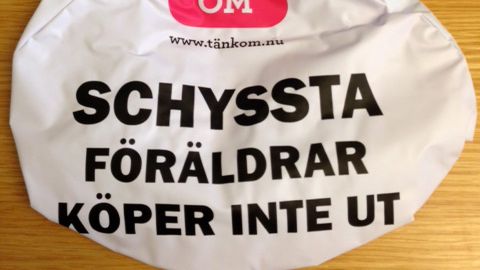 OM
www.tänkom.nu
SCHYSSTA
FÖRÄLDRAR
KÖPER INTE UT